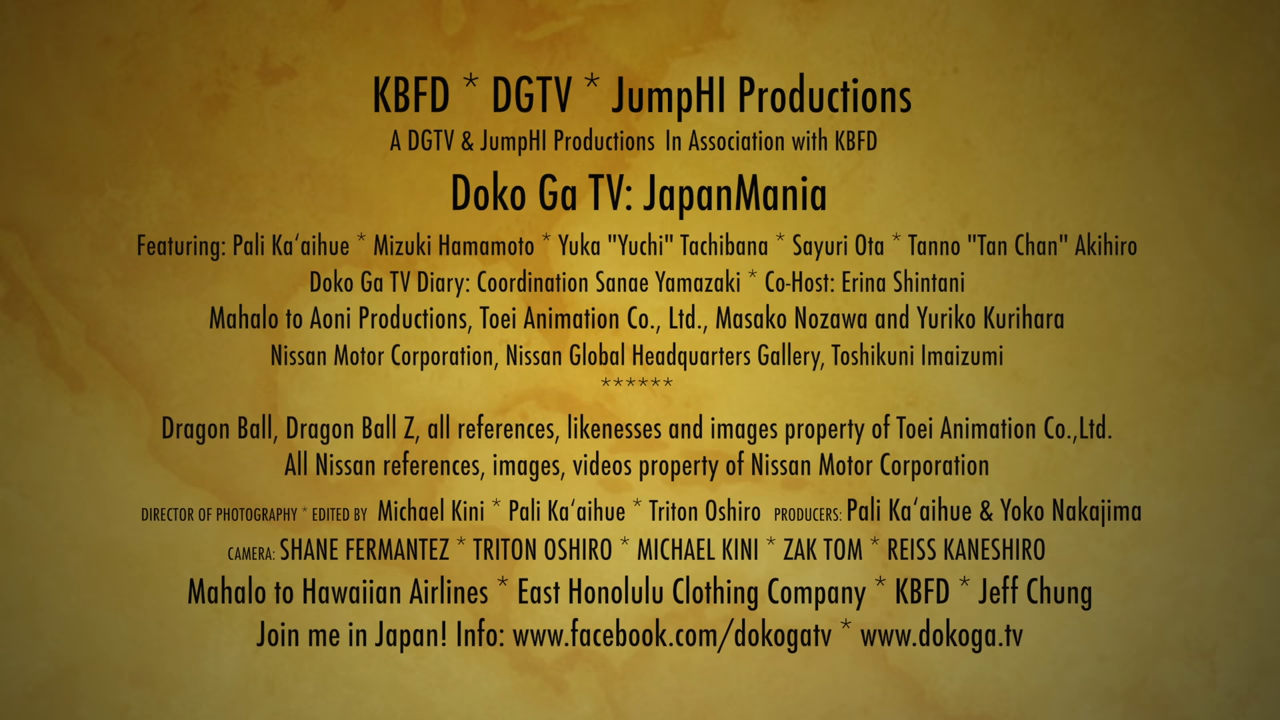 KBFD * DGTV * JumpHI Productions
A DGTV & JumpHI Productions In Association with KBFD
Doko Ga TV: JapanMania
Featuring: Pali Kaʻaihue * Mizuki Hamamoto * Yuka "Yuchi" Tachibana * Sayuri Ota * Tanno "Tan Chan" Akihiro
Doko Ga TV Diary: Coordination Sanae Yamazaki * Co-Host: Erina Shintani
Mahalo to Aoni Productions, Toei Animation Co., Ltd., Masako Nozawa and Yuriko Kurihara
Nissan Motor Corporation, Nissan Global Headquarters Gallery, Toshikuni Imaizumi
******
Dragon Ball, Dragon Ball Z, all references, likenesses and images property of Toei Animation Co.,Ltd.
All Nissan references, images, videos property of Nissan Motor Corporation
DIRECTOR OF PHOTOGRAPHY * EDITED BY Michael Kini * Pali Kaʻaihue * Triton Oshiro PRODUCERS: Pali Kaʻaihue & Yoko Nakajima
CAMERA: SHANE FERMANTEZ * TRITON OSHIRO * MICHAEL KINI * ZAK TOM * REISS KANESHIRO
Mahalo to Hawaiian Airlines * East Honolulu Clothing Company * KBFD * Jeff Chung
Join me in Japan! Info: www.facebook.com/dokogatv * www.dokoga.tv